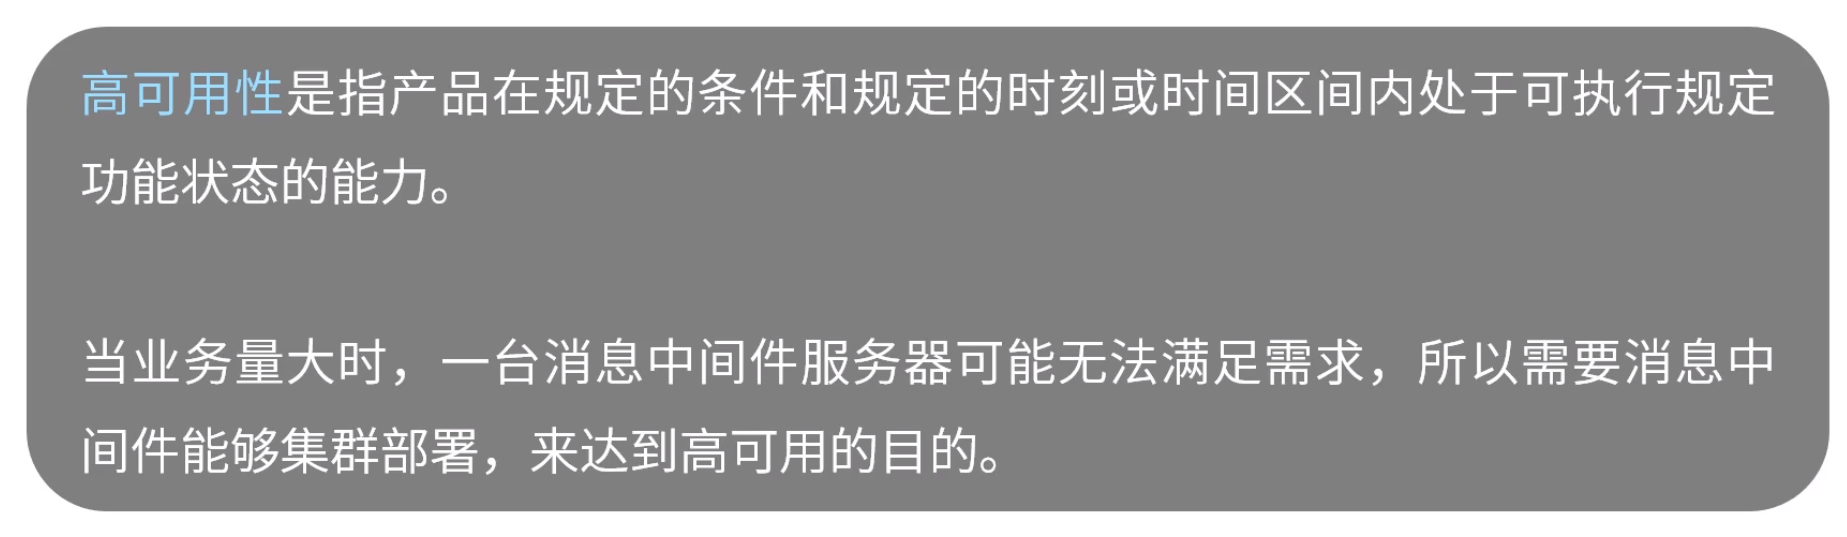 高可用性是指产品在规定的条件和规定的时刻或时间区间内处于可执行规定
功能状态的能力。
当业务量大时，一台消息中间件服务器可能无法满足需求，所以需要消息中
间件能够集群部署，来达到高可用的目的。